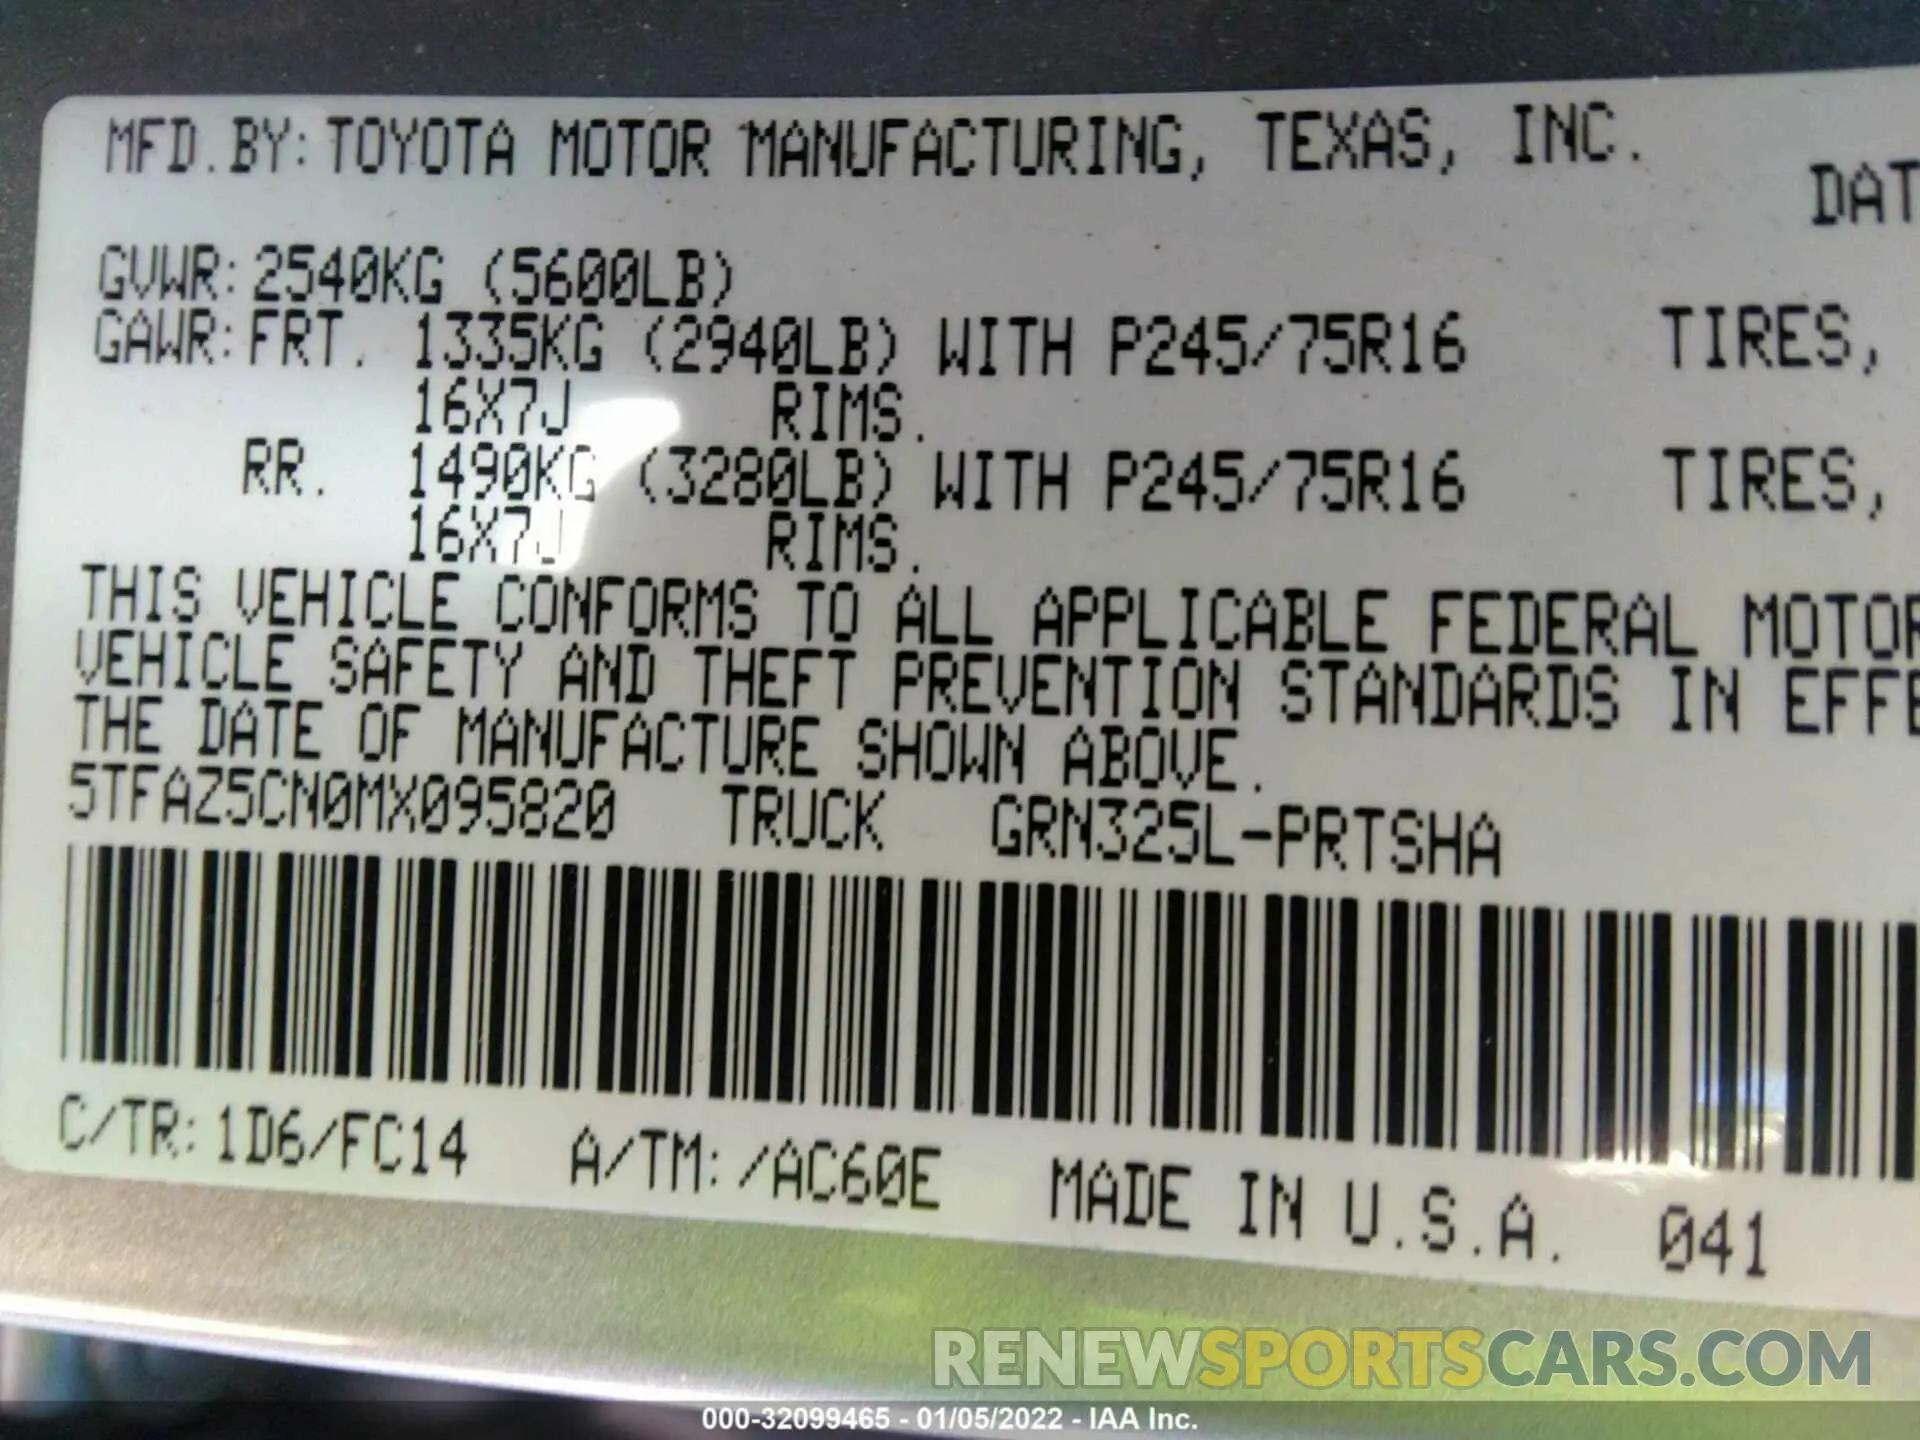 MFD.BY:TOYOTA MOTOR MANUFACTURING, TEXAS, INC.
DAT
GVWR:2540KG (5600LB)
GAWR:FRT. 1335KG (2940LB) WITH P245/75R16 TIRES,
16X7J RIMS.
RR. 1490KG (3280LB) WITH P245/75R16 TIRES,
16X7J RIMS.
THIS VEHICLE CONFORMS TO ALL APPLICABLE FEDERAL MOTOR
VEHICLE SAFETY AND THEFT PREVENTION STANDARDS IN EFFE
THE DATE OF MANUFACTURE SHOWN ABOVE.
5TFAZ5CN0MX095820 TRUCK GRN325L-PRTSHA
C/TR:1D6/FC14 A/TM:/AC60E MADE IN U.S.A. 041
RENEWSPORTSCARS.COM
000-32099465 - 01/05/2022 - IAA Inc.